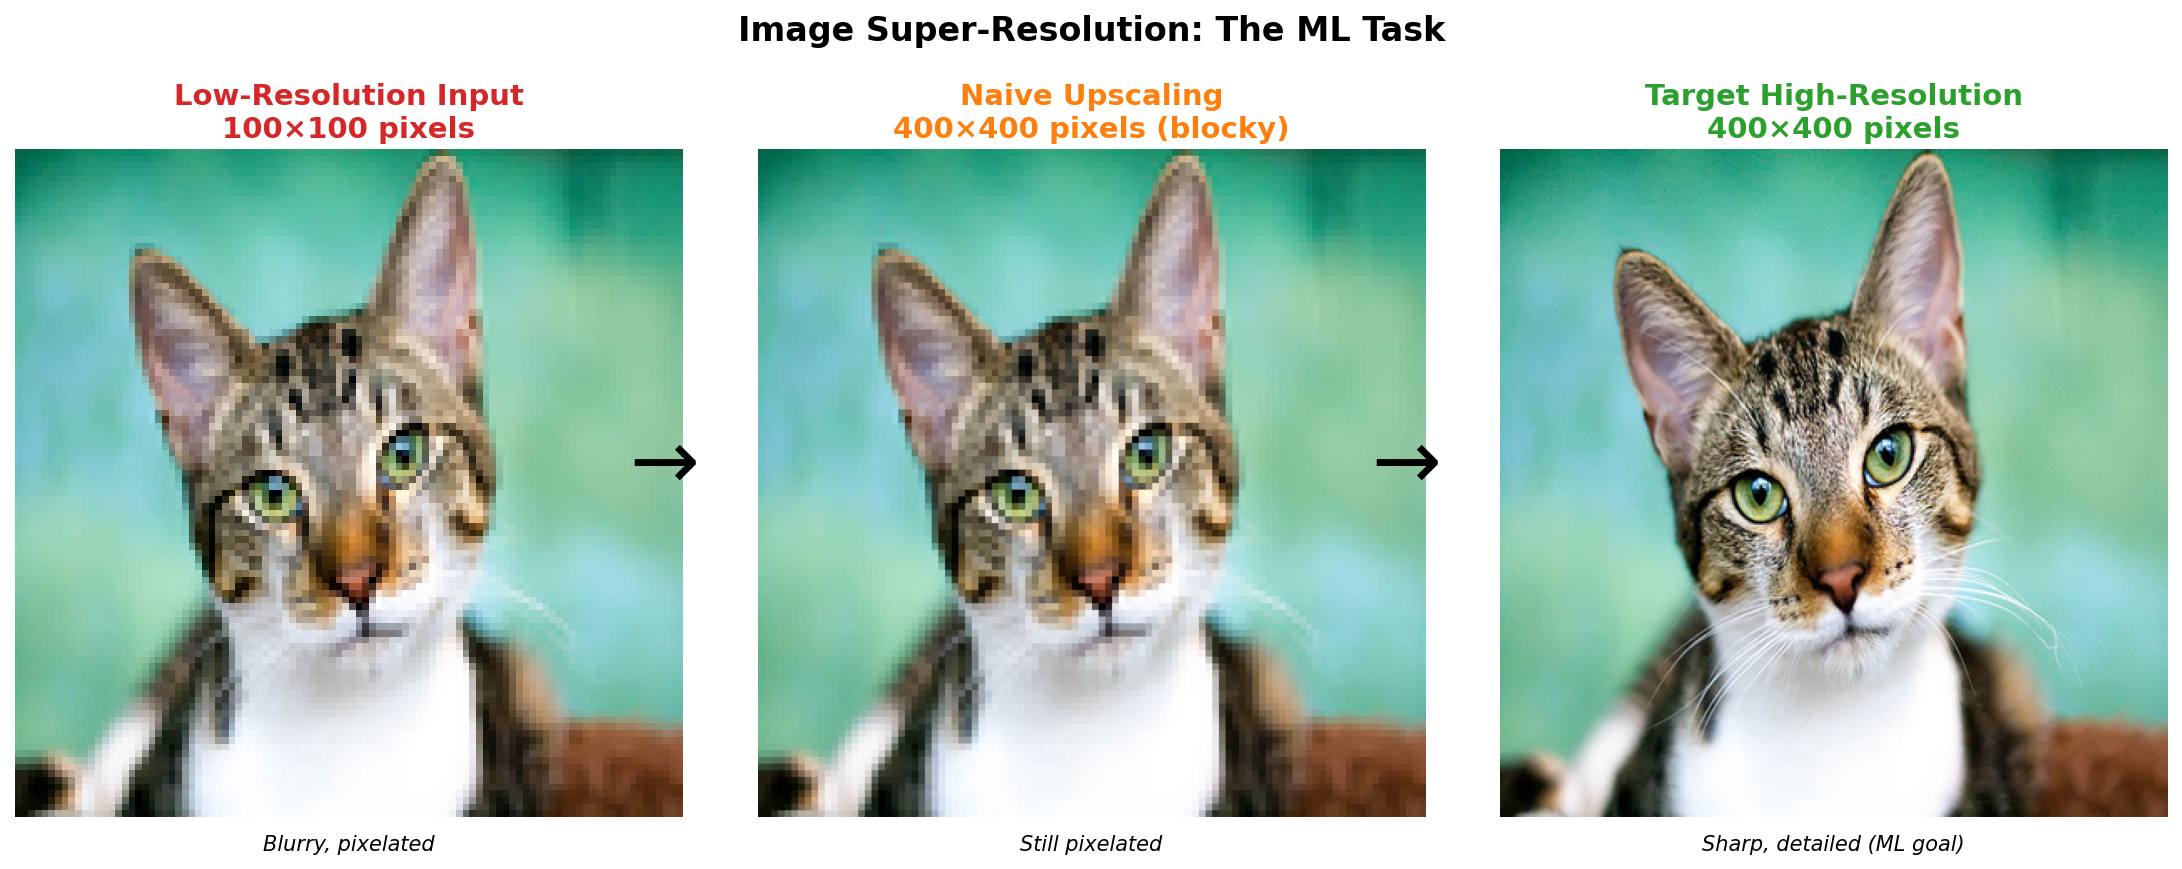 Image Super-Resolution: The ML Task
Low-Resolution Input
100×100 pixels
Naive Upscaling
400×400 pixels (blocky)
Target High-Resolution
400×400 pixels
→
→
Blurry, pixelated
Still pixelated
Sharp, detailed (ML goal)